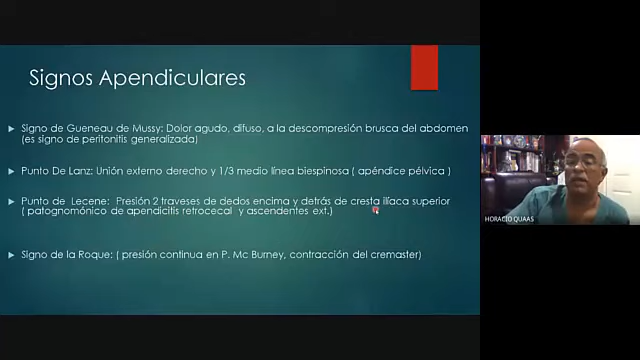 Signos Apendiculares
Signo de Gueneau de Mussy: Dolor agudo, difuso, a la descompresión brusca del abdomen
(es signo de peritonitis generalizada)
Punto De Lanz: Unión externo derecho y 1/3 medio línea biespinosa ( apéndice pélvica )
Punto de Lecene: Presión 2 traveses de dedos encima y detrás de cresta ilíaca superior
( patognomónico de apendicitis retrocecal y ascendentes ext.)
Signo de la Roque: ( presión continua en P. Mc Burney, contracción del cremaster)
HORACIO QUAAS